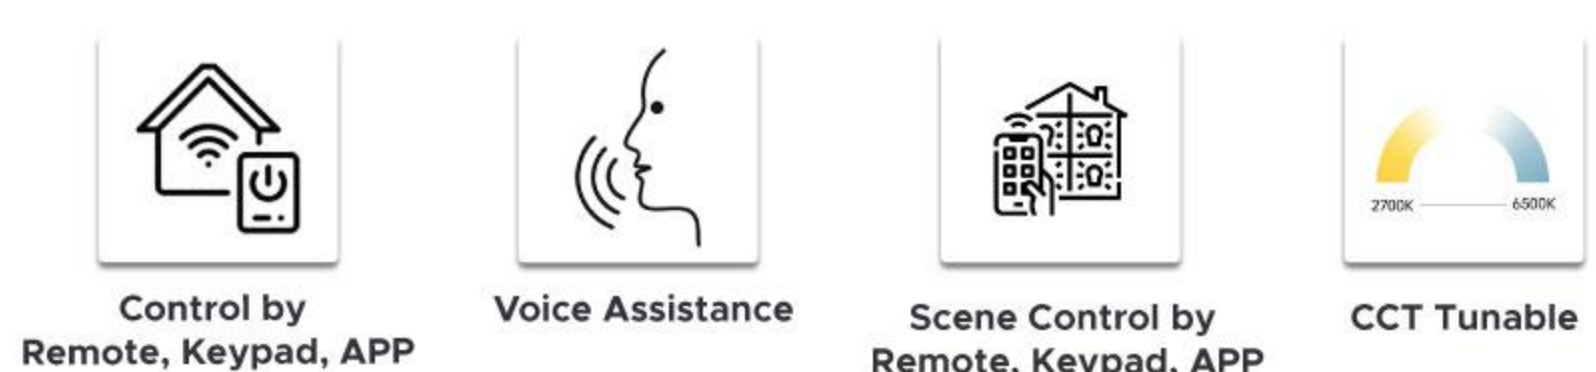 2700K
6500K
Control by
Remote, Keypad, APP
Voice Assistance
Scene Control by
Remote, Keypad, APP
CCT Tunable